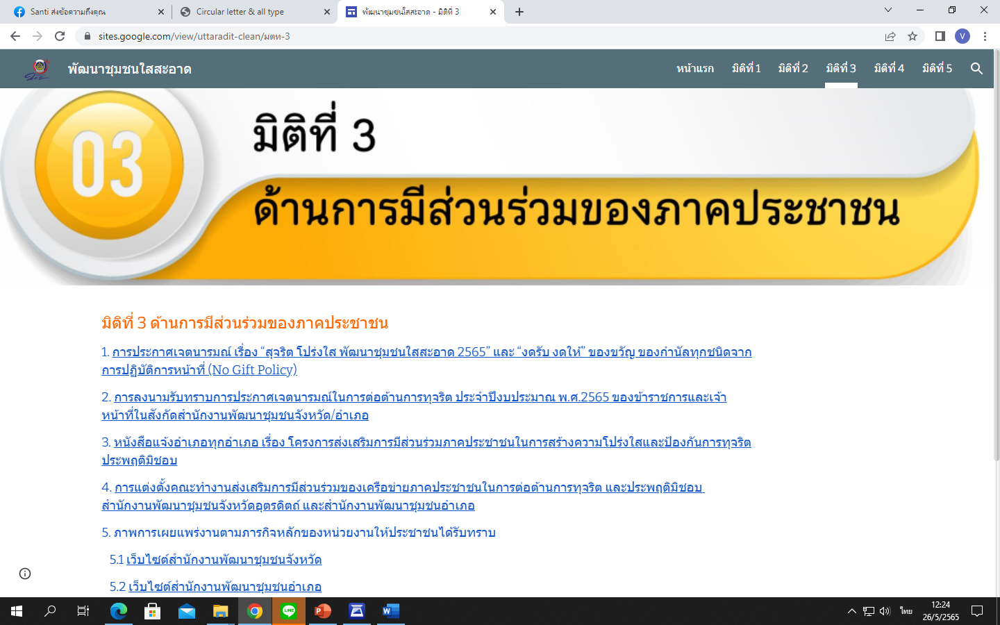 Santi ส่งข้อความถึงคุณ
Circular letter & all type
พัฒนาชุมชนใสสะอาด - มิติที่ 3
sites.google.com/view/uttaradit-clean/มตท-3
V
พัฒนาชุมชนใสสะอาด
หน้าแรก
มิติที่ 1
มิติที่ 2
มิติที่ 3
มิติที่ 4
มิติที่ 5
03
มิติที่ 3
ด้านการมีส่วนร่วมของภาคประชาชน
มิติที่ 3 ด้านการมีส่วนร่วมของภาคประชาชน
1. การประกาศเจตนารมณ์ เรื่อง “สุจริต โปร่งใส พัฒนาชุมชนใสสะอาด 2565” และ “งดรับ งดให้” ของขวัญ ของกำนัลทุกชนิดจาก
การปฏิบัติการหน้าที่ (No Gift Policy)
2. การลงนามรับทราบการประกาศเจตนารมณ์ในการต่อต้านการทุจริต ประจำปีงบประมาณ พ.ศ.2565 ของข้าราชการและเจ้า
หน้าที่ในสังกัดสำนักงานพัฒนาชุมชนจังหวัด/อำเภอ
3. หนังสือแจ้งอำเภอทุกอำเภอ เรื่อง โครงการส่งเสริมการมีส่วนร่วมภาคประชาชนในการสร้างความโปร่งใสและป้องกันการทุจริต
ประพฤติมิชอบ
4. การแต่งตั้งคณะทำงานส่งเสริมการมีส่วนร่วมของเครือข่ายภาคประชาชนในการต่อต้านการทุจริต และประพฤติมิชอบ
สำนักงานพัฒนาชุมชนจังหวัดอุตรดิตถ์ และสำนักงานพัฒนาชุมชนอำเภอ
5. ภาพการเผยแพร่งานตามภารกิจหลักของหน่วยงานให้ประชาชนได้รับทราบ
5.1 เว็บไซต์สำนักงานพัฒนาชุมชนจังหวัด
5.2 เว็บไซต์สำนักงานพัฒนาชุมชนอำเภอ
LINE
ไทย
12:24
26/5/2565